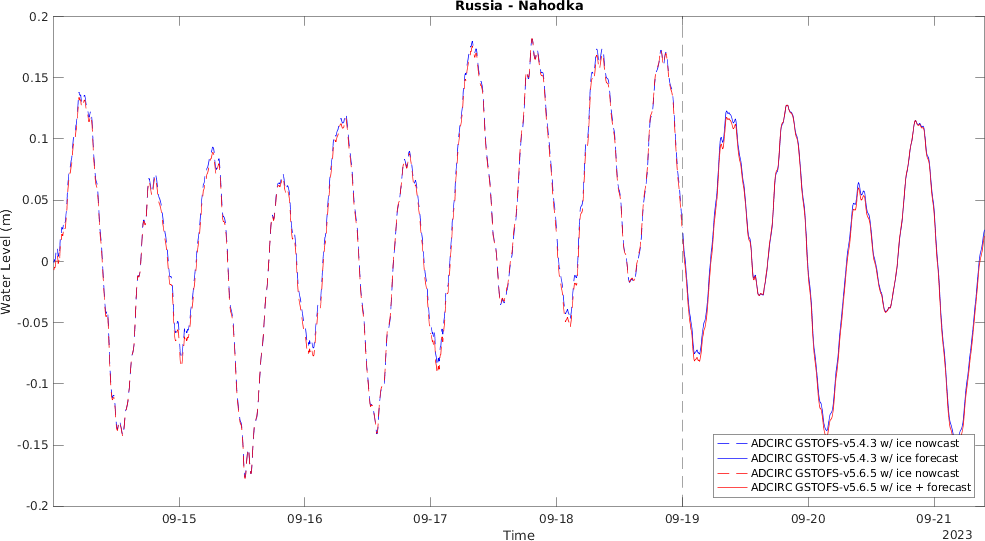 Russia - Nahodka
0.2
0.15
0.1
0.05
0
-0.05
-0.1
-0.15
-0.2
Water Level (m)
09-15
09-16
09-17
09-18
09-19
09-20
09-21
Time
2023
ADCIRC GSTOFS-v5.4.3 w/ ice nowcast
ADCIRC GSTOFS-v5.4.3 w/ ice forecast
ADCIRC GSTOFS-v5.6.5 w/ ice nowcast
ADCIRC GSTOFS-v5.6.5 w/ ice + forecast